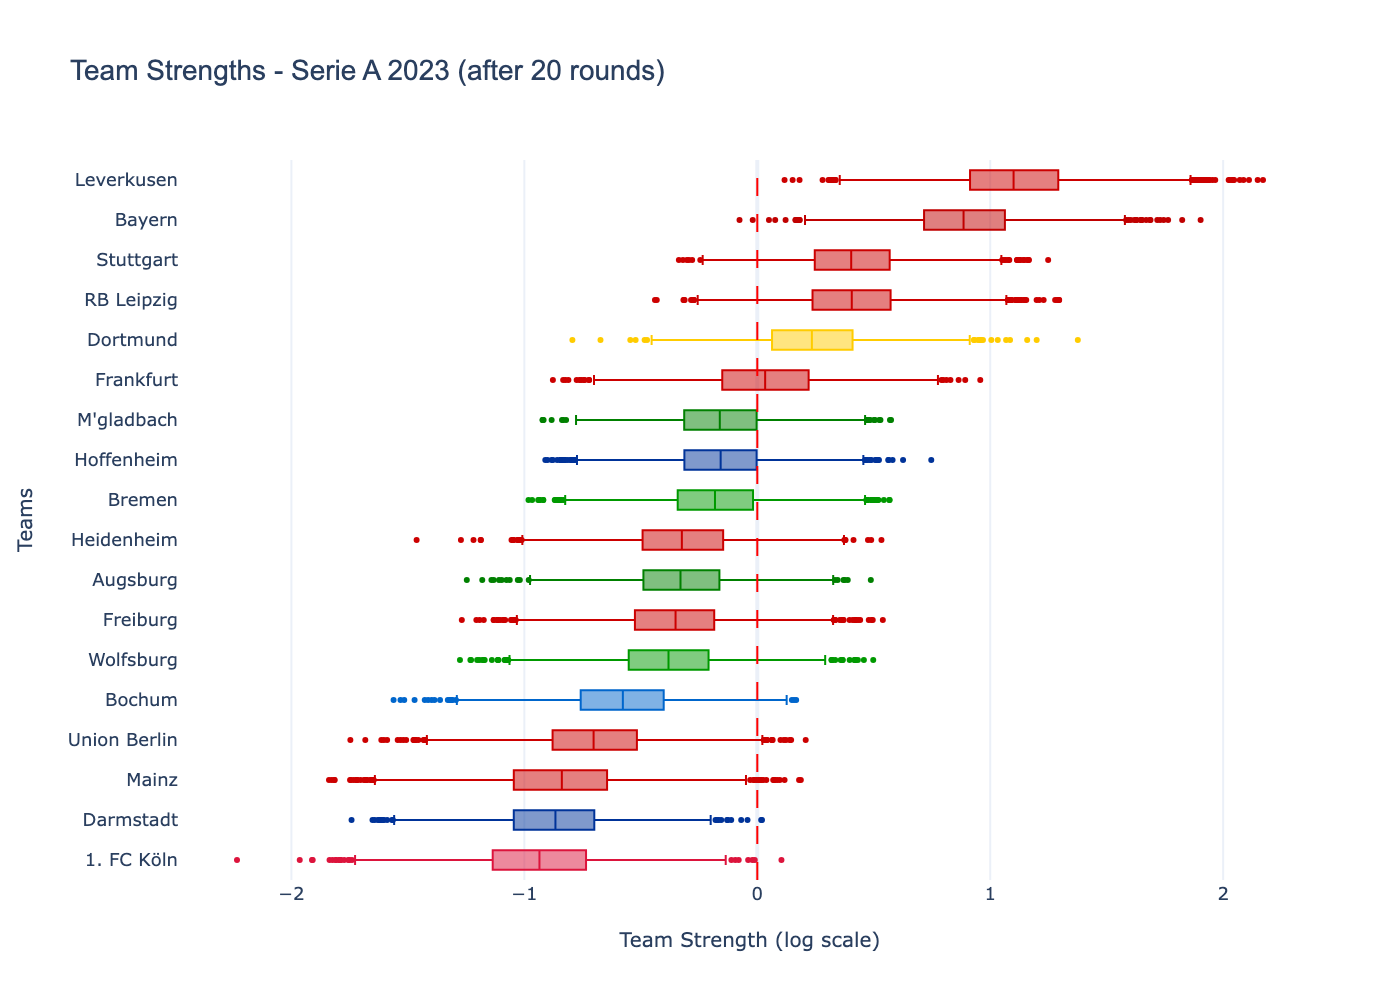 Team Strengths - Serie A 2023 (after 20 rounds)
Leverkusen
Bayern
Stuttgart
RB Leipzig
Dortmund
Frankfurt
M'gladbach
Hoffenheim
Bremen
Heidenheim
Augsburg
Freiburg
Wolfsburg
Bochum
Union Berlin
Mainz
Darmstadt
1. FC Köln
Teams
−2 −1 0 1 2
Team Strength (log scale)